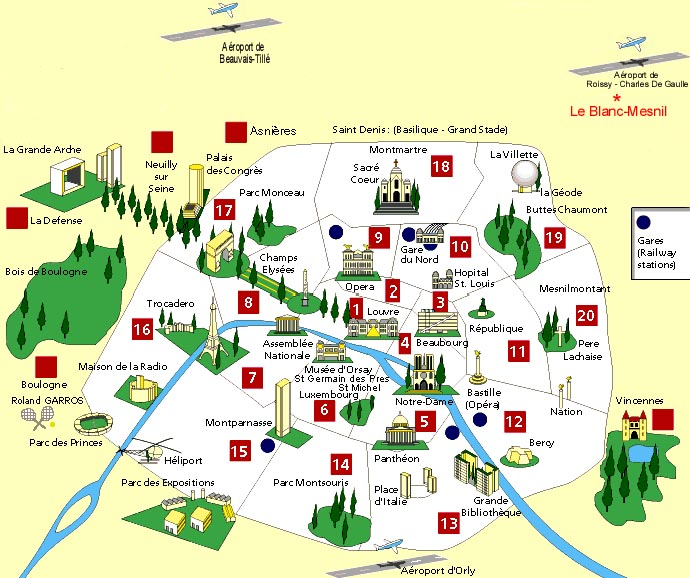 Aéroport de
Beauvais-Tillé
Aéroport de
Roissy - Charles De Gaulle
*
Le Blanc-Mesnil
Asnières
Saint Denis: (Basilique - Grand Stade)
La Grande Arche
Neuilly
sur
Seine
Palais
des Congrès
Montmartre
Sacré
Coeur
18
La Villette
la Géode
Parc Monceau
17
Buttes Chaumont
La Defense
19
Gares
(Railway
stations)
9
Gare
du Nord
10
Champs
Elysées
Bois de Boulogne
Hopital
St. Louis
Opera
2
Mesnilmontant
Trocadero
8
1
Louvre
3
République
20
16
Assemblée
Nationale
4
Beaubourg
11
Pere
Lachaise
Maison de la Radio
7
Musée d'Orsay
St Germain des Pres
St Michel
Luxembourg
Notre-Dame
Bastille
(Opéra)
Nation
Boulogne
Roland GARROS
6
5
12
Vincennes
Parc des Princes
Montparnasse
15
Héliport
Panthéon
Bercy
14
Parc des Expositions
Parc Montsouris
Place
d'Italie
Grande
Bibliothèque
13
Aéroport d'Orly